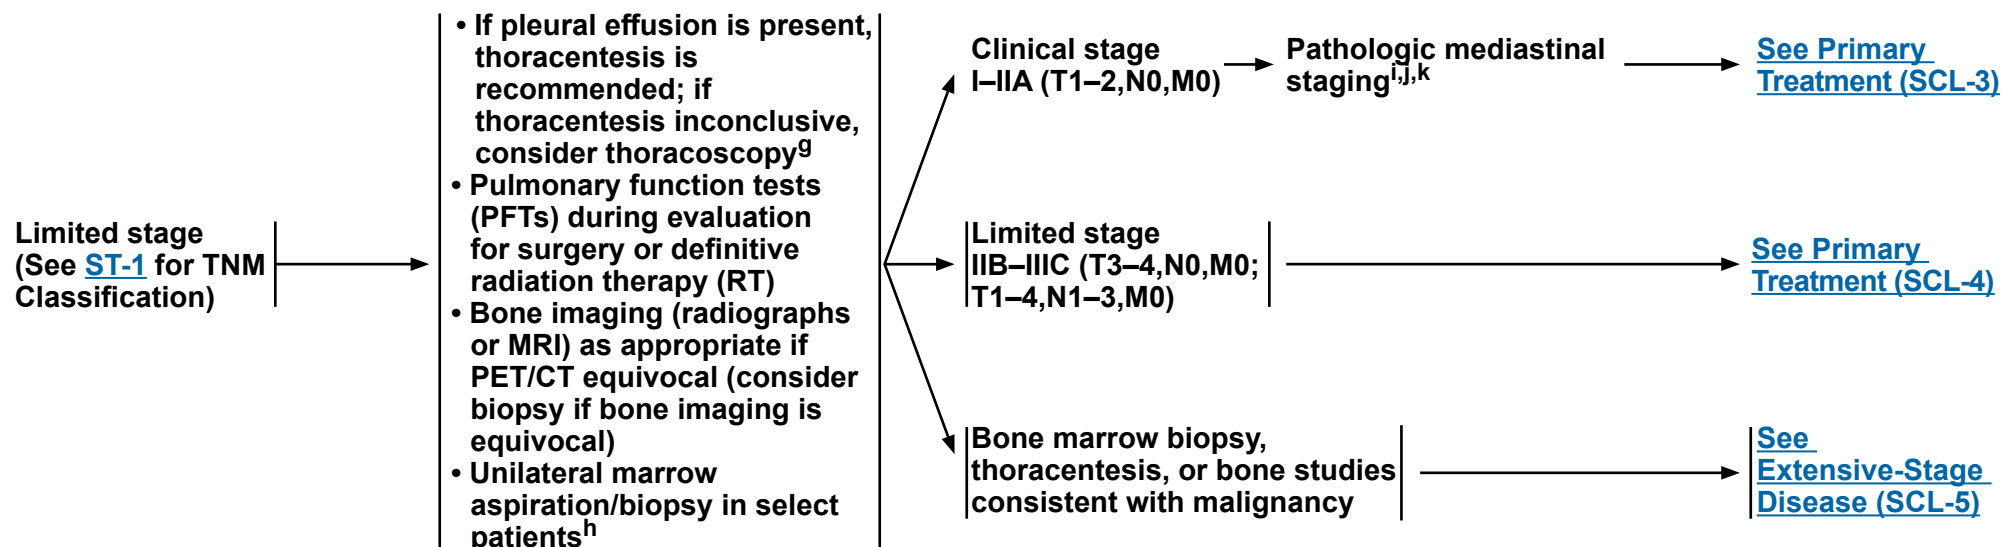 Limited stage
(See ST-1 for TNM
Classification)
• If pleural effusion is present,
thoracentesis is
recommended; if
thoracentesis inconclusive,
consider thoracoscopyg
• Pulmonary function tests
(PFTs) during evaluation
for surgery or definitive
radiation therapy (RT)
• Bone imaging (radiographs
or MRI) as appropriate if
PET/CT equivocal (consider
biopsy if bone imaging is
equivocal)
• Unilateral marrow
aspiration/biopsy in select
patientsh
Clinical stage
I–IIA (T1–2,N0,M0)
Pathologic mediastinal
stagingi,j,k
See Primary
Treatment (SCL-3)
Limited stage
IIB–IIIC (T3–4,N0,M0;
T1–4,N1–3,M0)
See Primary
Treatment (SCL-4)
Bone marrow biopsy,
thoracentesis, or bone studies
consistent with malignancy
See
Extensive-Stage
Disease (SCL-5)